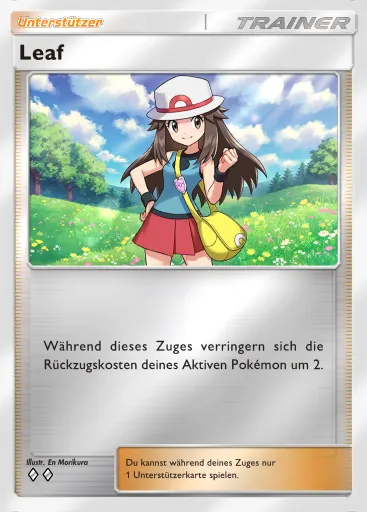 Unterstützer
TRAINER
Leaf
Während dieses Zuges verringern sich die
Rückzugskosten deines Aktiven Pokémon um 2.
Illustr. En Morikura
Du kannst während deines Zuges nur
1 Unterstützerkarte spielen.